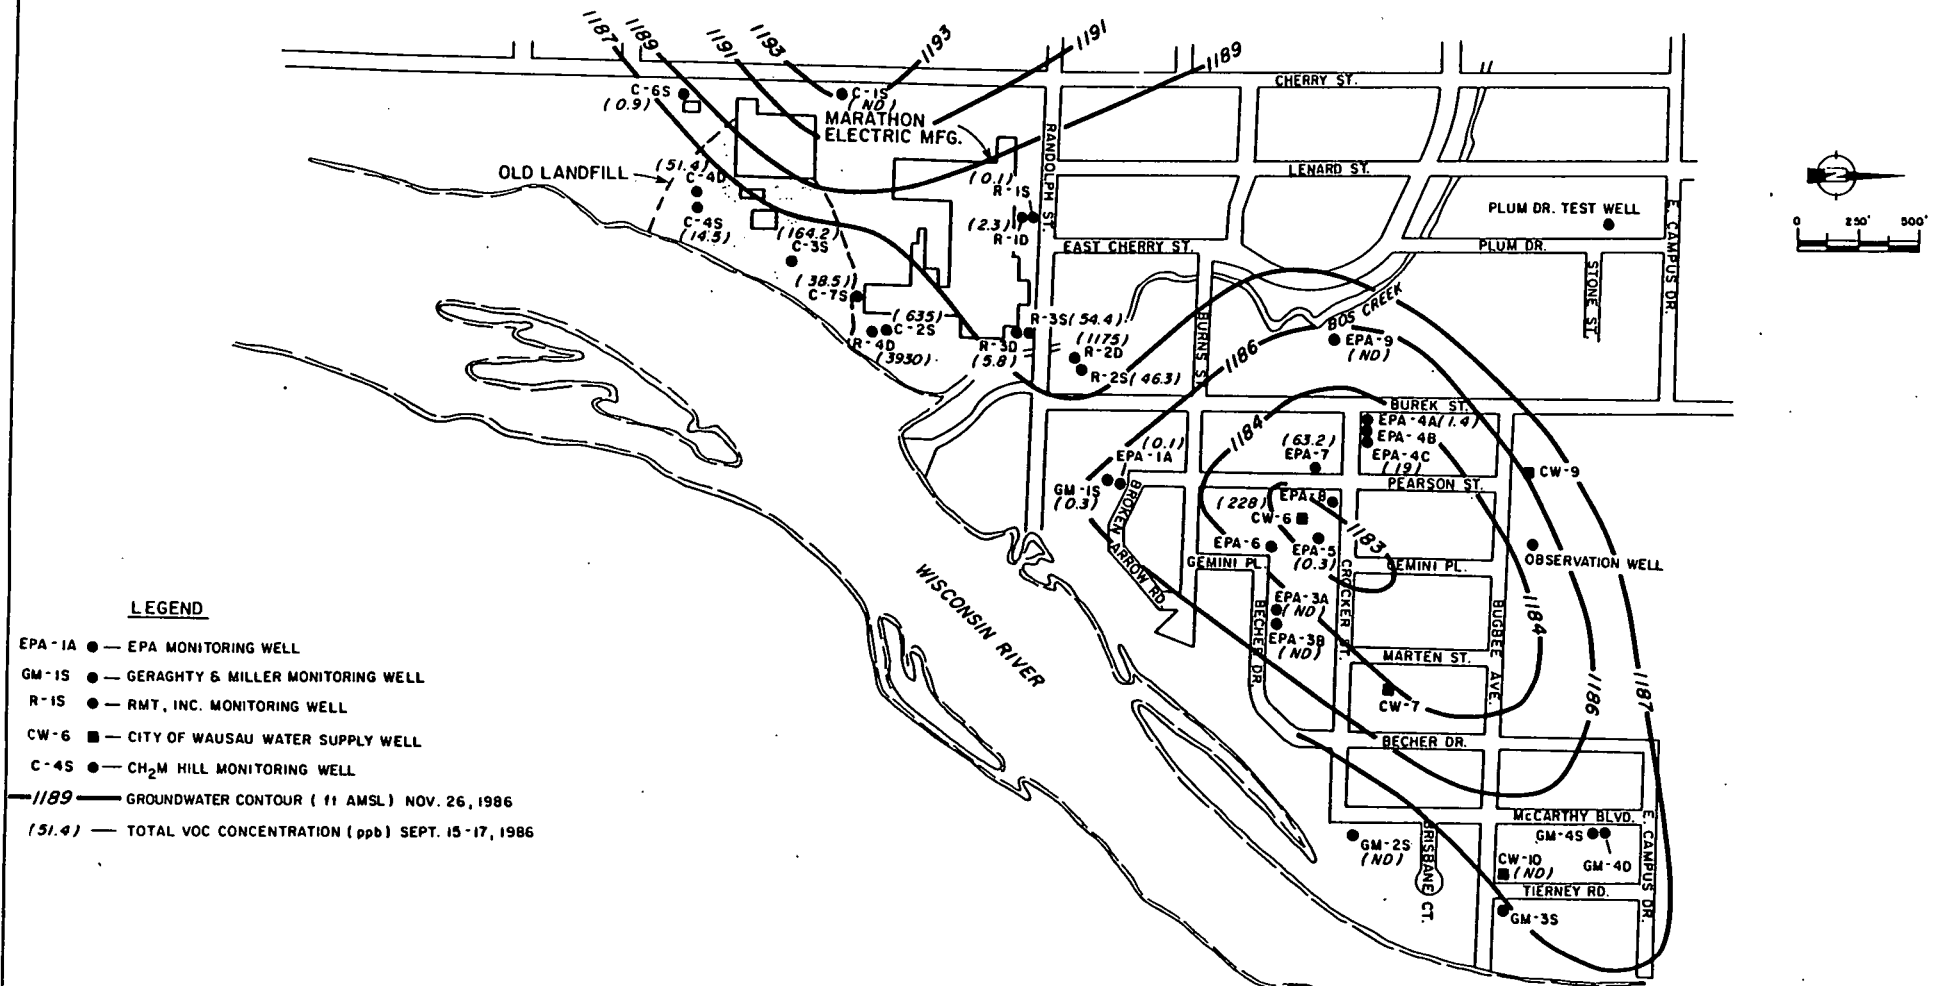 1187
1189
1191
1193
1193
1191
1189
CHERRY ST.
C-6S
(0.9)
C-1S
(ND)
MARATHON
ELECTRIC MFG.
RANDOLPH ST.
LENARD ST.
OLD LANDFILL
(51.4)
C-4D
C-4S
(14.5)
(0.1)
R-1S
(2.3)
R-1D
(164.2)
C-3S
PLUM DR. TEST WELL
E. CAMPUS DR.
N
0 250' 500'
EAST CHERRY ST.
PLUM DR.
STONE ST.
(38.5)
C-7S
(635)
C-2S
R-4D
(3930)
R-3S(54.4)
R-3D
(5.8)
(1175)
R-2D
R-2S(46.3)
BURNS ST.
1186
BOS CREEK
EPA-9
(ND)
BUREK ST.
1184
EPA-4A(1.4)
EPA-4B
EPA-4C
(19)
(63.2)
EPA-7
(0.1)
EPA-1A
GM-1S
(0.3)
CW-9
PEARSON ST.
BROKEN ARROW RD.
(228)
EPA-8
CW-6
1183
EPA-6
EPA-5
(0.3)
GEMINI PL.
GEMINI PL.
OBSERVATION WELL
CROCKER ST.
EPA-3A
(ND)
EPA-3B
(ND)
BECHER DR.
1184
BUGBEE AVE.
MARTEN ST.
CW-7
1186
1187
BECHER DR.
WISCONSIN RIVER
McCARTHY BLVD.
GM-4S
GM-4D
GM-2S
(ND)
BRISBANE CT.
CW-10
(ND)
TIERNEY RD.
E. CAMPUS DR.
GM-3S
LEGEND
EPA-1A — EPA MONITORING WELL
GM-1S — GERAGHTY & MILLER MONITORING WELL
R-1S — RMT, INC. MONITORING WELL
CW-6 — CITY OF WAUSAU WATER SUPPLY WELL
C-4S — CH2M HILL MONITORING WELL
1189 — GROUNDWATER CONTOUR (ft AMSL) NOV. 26, 1986
(51.4) — TOTAL VOC CONCENTRATION (ppb) SEPT. 15-17, 1986